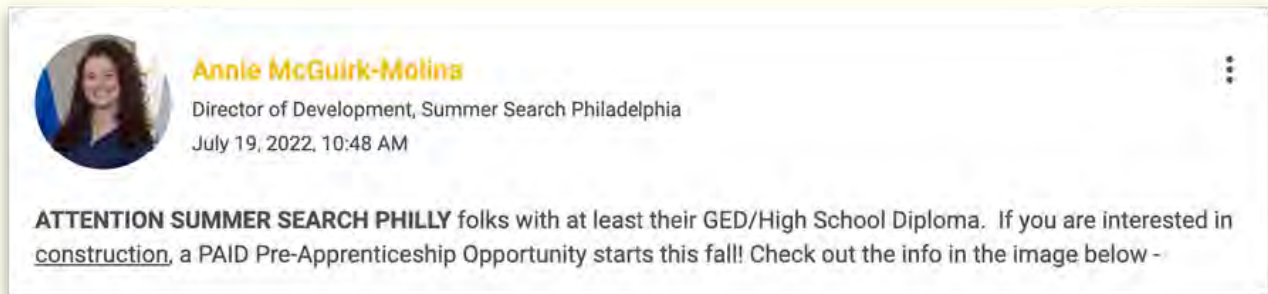 Annie McGuirk-Molina
Director of Development, Summer Search Philadelphia
July 19, 2022, 10:48 AM
ATTENTION SUMMER SEARCH PHILLY folks with at least their GED/High School Diploma. If you are interested in
construction, a PAID Pre-Apprenticeship Opportunity starts this fall! Check out the info in the image below -